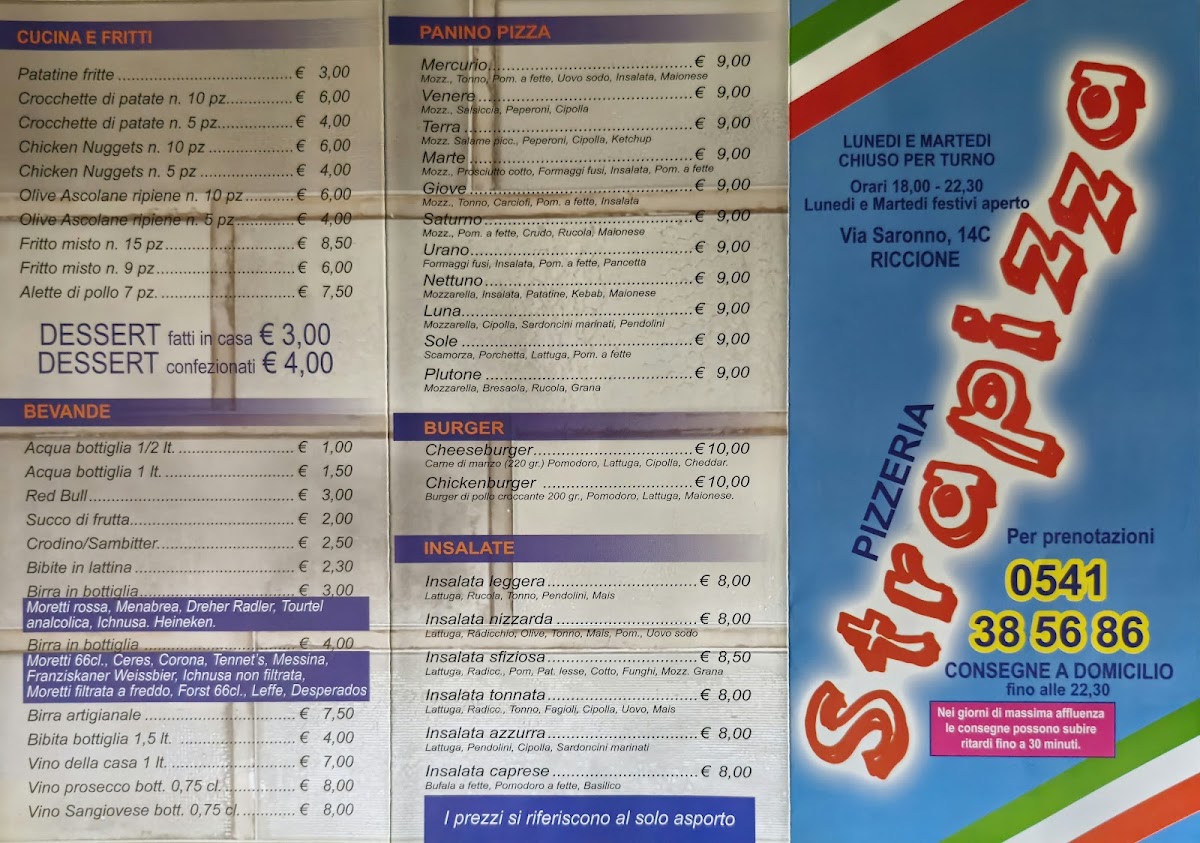 CUCINA E FRITTI
Patatine fritte € 3,00
Crocchette di patate n. 10 pz. € 6,00
Crocchette di patate n. 5 pz. € 4,00
Chicken Nuggets n. 10 pz € 6,00
Chicken Nuggets n. 5 pz € 4,00
Olive Ascolane ripiene n. 10 pz € 6,00
Olive Ascolane ripiene n. 5 pz € 4,00
Fritto misto n. 15 pz € 8,50
Fritto misto n. 9 pz € 6,00
Alette di pollo 7 pz. € 7,50
DESSERT fatti in casa € 3,00
DESSERT confezionati € 4,00
BEVANDE
Acqua bottiglia 1/2 lt. € 1,00
Acqua bottiglia 1 lt. € 1,50
Red Bull € 3,00
Succo di frutta € 2,00
Crodino/Sambitter € 2,50
Bibite in lattina € 2,30
Birra in bottiglia € 3,00
Moretti rossa, Menabrea, Dreher Radler, Tourtel
analcolica, Ichnusa. Heineken.
Birra in bottiglia € 4,00
Moretti 66cl., Ceres, Corona, Tennet's, Messina,
Franziskaner Weissbier, Ichnusa non filtrata,
Moretti filtrata a freddo, Forst 66cl., Leffe, Desperados
Birra artigianale € 7,50
Bibita bottiglia 1,5 lt. € 4,00
Vino della casa 1 lt. € 7,00
Vino prosecco bott. 0,75 cl. € 8,00
Vino Sangiovese bott. 0,75 cl. € 8,00
PANINO PIZZA
Mercurio € 9,00
Mozz., Tonno, Pom. a fette, Uovo sodo, Insalata, Maionese
Venere € 9,00
Mozz., Salsiccia, Peperoni, Cipolla
Terra € 9,00
Mozz. Salame picc., Peperoni, Cipolla, Ketchup
Marte € 9,00
Mozz., Prosciutto cotto, Formaggi fusi, Insalata, Pom. a fette
Giove € 9,00
Mozz., Tonno, Carciofi, Pom. a fette, Insalata
Saturno € 9,00
Mozz., Pom. a fette, Crudo, Rucola, Maionese
Urano € 9,00
Formaggi fusi, Insalata, Pom. a fette, Pancetta
Nettuno € 9,00
Mozzarella, Insalata, Patatine, Kebab, Maionese
Luna € 9,00
Mozzarella, Cipolla, Sardoncini marinati, Pendolini
Sole € 9,00
Scamorza, Porchetta, Lattuga, Pom. a fette
Plutone € 9,00
Mozzarella, Bresaola, Rucola, Grana
BURGER
Cheeseburger € 10,00
Carne di manzo (220 gr.) Pomodoro, Lattuga, Cipolla, Cheddar.
Chickenburger € 10,00
Burger di pollo croccante 200 gr., Pomodoro, Lattuga, Maionese.
INSALATE
Insalata leggera € 8,00
Lattuga, Rucola, Tonno, Pendolini, Mais
Insalata nizzarda € 8,00
Lattuga, Radicchio, Olive, Tonno, Mais, Pom., Uovo sodo
Insalata sfiziosa € 8,50
Lattuga, Radicc., Pom, Pat. lesse, Cotto, Funghi, Mozz. Grana
Insalata tonnata € 8,00
Lattuga, Radicc., Tonno, Fagioli, Cipolla, Uovo, Mais
Insalata azzurra € 8,00
Lattuga, Pendolini, Cipolla, Sardoncini marinati
Insalata caprese € 8,00
Bufala a fette, Pomodoro a fette, Basilico
I prezzi si riferiscono al solo asporto
LUNEDI E MARTEDI
CHIUSO PER TURNO
Orari 18,00 - 22,30
Lunedi e Martedi festivi aperto
Via Saronno, 14C
RICCIONE
PIZZERIA
Strapizza
Per prenotazioni
0541
38 56 86
CONSEGNE A DOMICILIO
fino alle 22,30
Nei giorni di massima affluenza
le consegne possono subire
ritardi fino a 30 minuti.